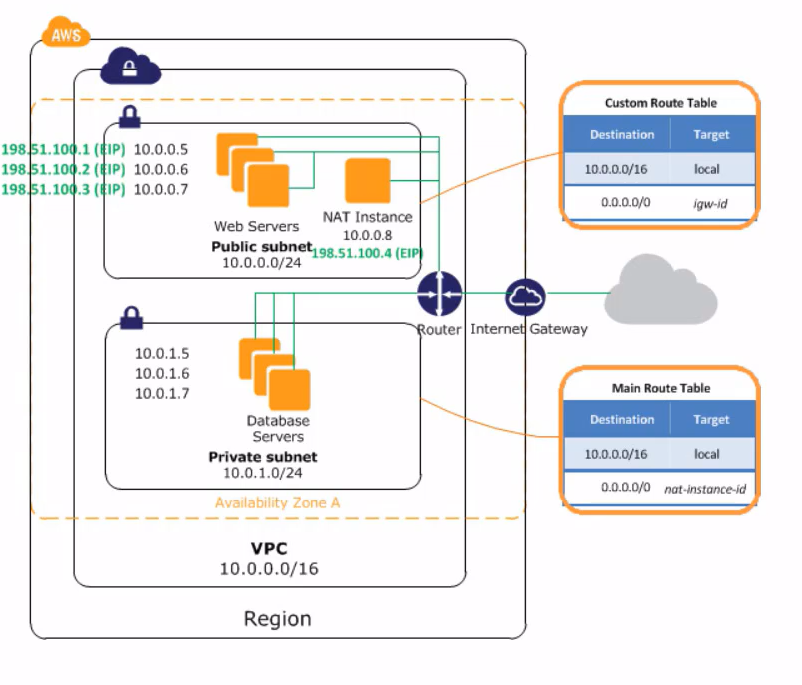 AWS
198.51.100.1 (EIP) 10.0.0.5
198.51.100.2 (EIP) 10.0.0.6
198.51.100.3 (EIP) 10.0.0.7
Web Servers
NAT Instance
10.0.0.8
198.51.100.4 (EIP)
Public subnet
10.0.0.0/24
Router
Internet Gateway
10.0.1.5
10.0.1.6
10.0.1.7
Database
Servers
Private subnet
10.0.1.0/24
Availability Zone A
VPC
10.0.0.0/16
Region
Custom Route Table
Destination Target
10.0.0.0/16 local
0.0.0.0/0 igw-id
Main Route Table
Destination Target
10.0.0.0/16 local
0.0.0.0/0 nat-instance-id